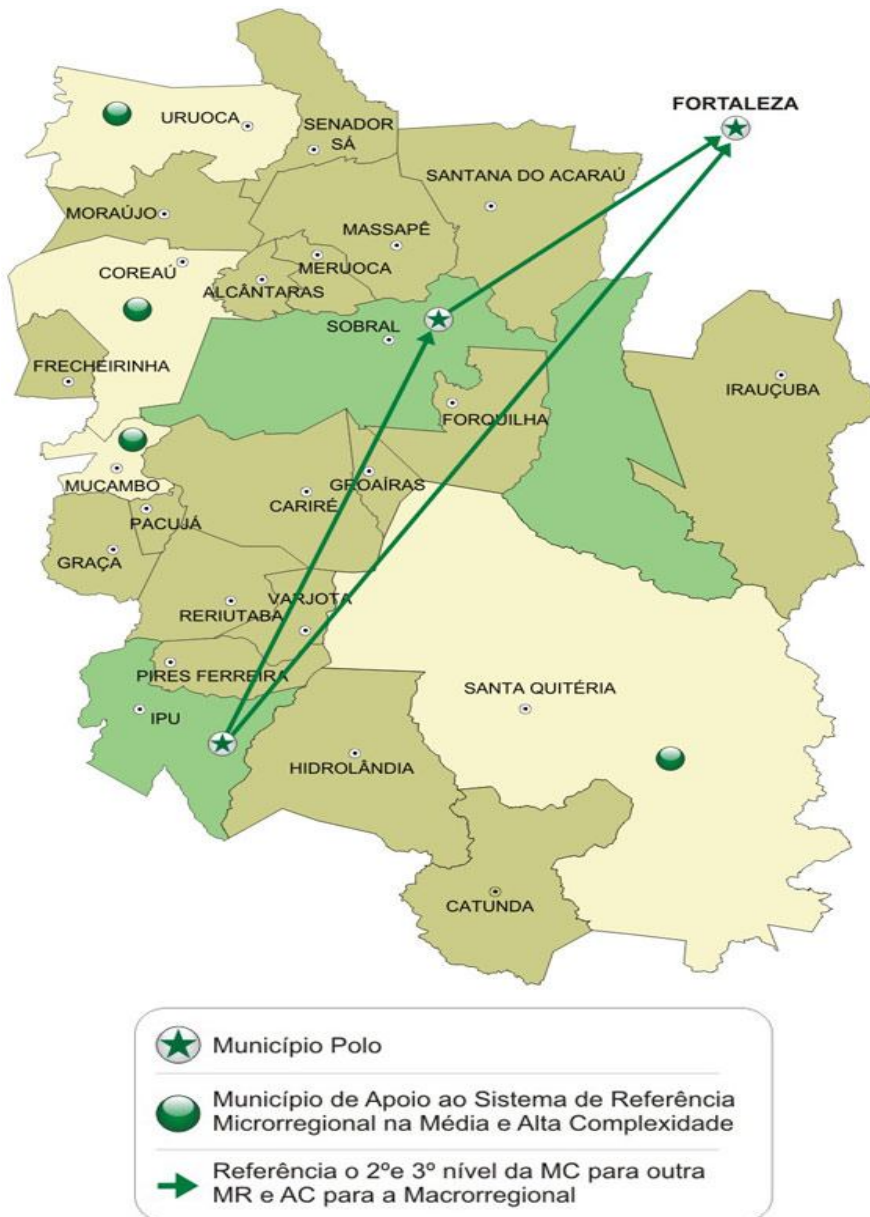 FORTALEZA
URUOCA
SENADOR
SÁ
SANTANA DO ACARAÚ
MORAÚJO
MASSAPÊ
COREAÚ
MERUOCA
ALCÂNTARAS
SOBRAL
FRECHEIRINHA
IRAUÇUBA
FORQUILHA
MUCAMBO
GROAÍRAS
CARIRÉ
PACUJÁ
GRAÇA
VARJOTA
RERIUTABA
PIRES FERREIRA
SANTA QUITÉRIA
IPU
HIDROLÂNDIA
CATUNDA
Município Polo
Município de Apoio ao Sistema de Referência
Microrregional na Média e Alta Complexidade
Referência o 2ºe 3º nível da MC para outra
MR e AC para a Macrorregional